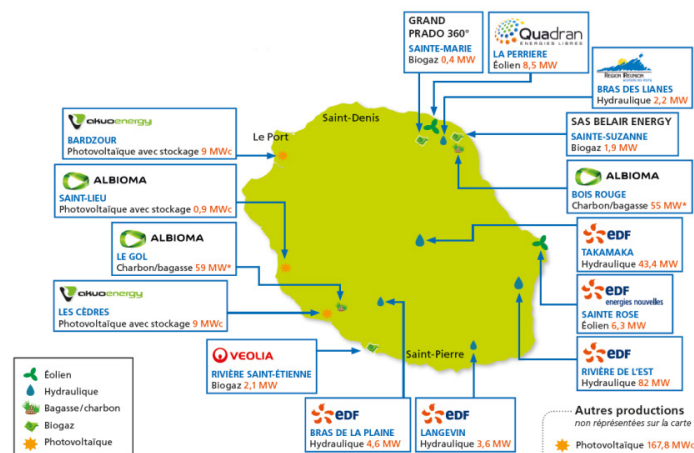 GRAND
PRADO 360°
SAINTE-MARIE
Biogaz 0,4 MW
Quadran
ENERGIES LIBRES
LA PERRIERE
Éolien 8,5 MW
REGION REUNION
BRAS DES LIANES
Hydraulique 2,2 MW
SAS BELAIR ENERGY
SAINTE-SUZANNE
Biogaz 1,9 MW
ALBIOMA
BOIS ROUGE
Charbon/bagasse 55 MW*
EDF
TAKAMAKA
Hydraulique 43,4 MW
EDF
energies nouvelles
SAINTE ROSE
Éolien 6,3 MW
EDF
RIVIÈRE DE L'EST
Hydraulique 82 MW
akuoenergy
BARDZOUR
Photovoltaïque avec stockage 9 MWc
ALBIOMA
SAINT-LIEU
Photovoltaïque avec stockage 0,9 MWc
ALBIOMA
LE GOL
Charbon/bagasse 59 MW*
akuoenergy
LES CÈDRES
Photovoltaïque avec stockage 9 MWc
VEOLIA
RIVIÈRE SAINT-ÉTIENNE
Biogaz 2,1 MW
EDF
BRAS DE LA PLAINE
Hydraulique 4,6 MW
EDF
LANGEVIN
Hydraulique 3,6 MW
Saint-Denis
Le Port
Saint-Pierre
Éolien
Hydraulique
Bagasse/charbon
Biogaz
Photovoltaïque
Autres productions
non répresentées sur la carte
Photovoltaïque 167,8 MWc